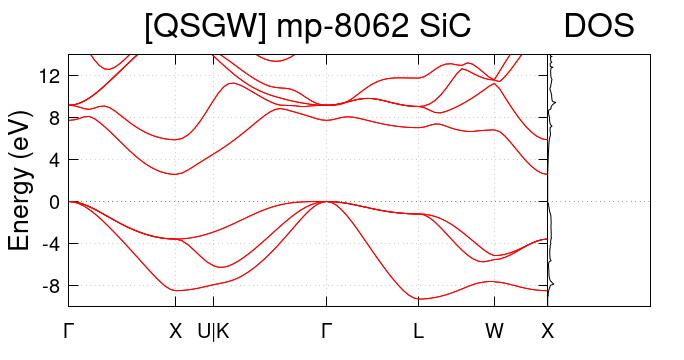 [QSGW] mp-8062 SiC
DOS
Energy (eV)
12
8
4
0
-4
-8
Γ X U|K Γ L W X